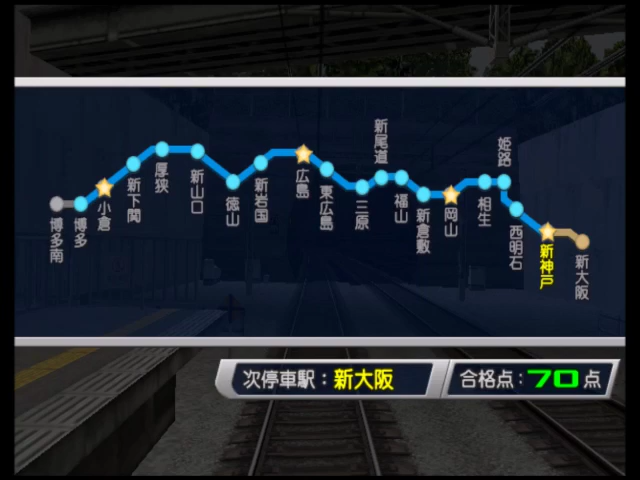 博多南
博多
小倉
新下関
厚狭
新山口
徳山
新岩国
広島
東広島
三原
新尾道
福山
新倉敷
岡山
相生
姫路
西明石
新神戸
新大阪
次停車駅：新大阪
合格点：70点